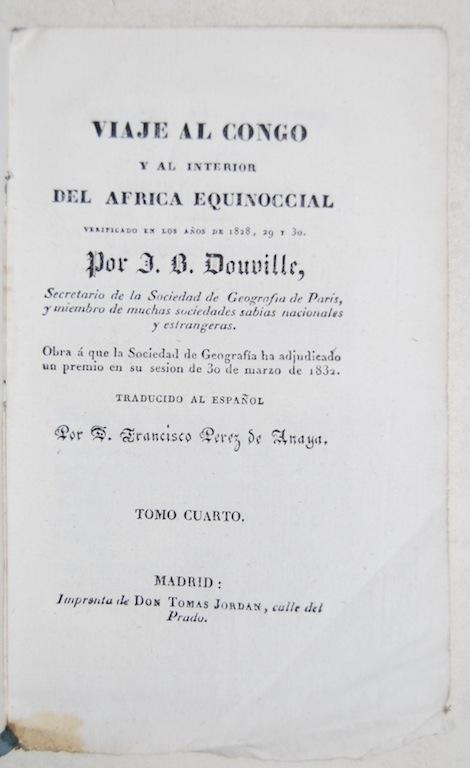 VIAJE AL CONGO
Y AL INTERIOR
DEL AFRICA EQUINOCCIAL
VERIFICADO EN LOS AÑOS DE 1828, 29 Y 30.
Por J. B. Douville,
Secretario de la Sociedad de Geografia de Paris,
y miembro de muchas sociedades sabias nacionales
y estrangeras.
Obra á que la Sociedad de Geografía ha adjudicado
un premio en su sesion de 30 de marzo de 1832.
TRADUCIDO AL ESPAÑOL
Por D. Francisco Perez de Anaya.
TOMO CUARTO.
MADRID:
Imprenta de DON TOMAS JORDAN, calle del
Prado.